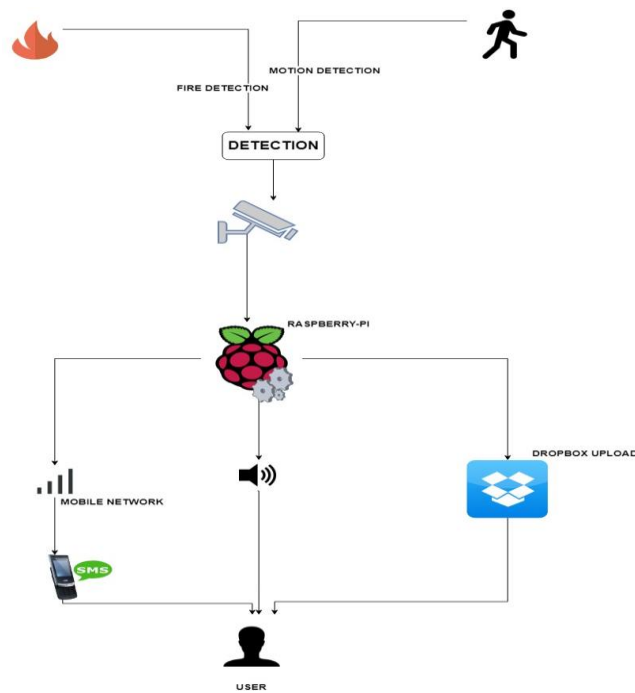 MOTION DETECTION
FIRE DETECTION
DETECTION
RASPBERRY-PI
DROPBOX UPLOAD
MOBILE NETWORK
SMS
USER